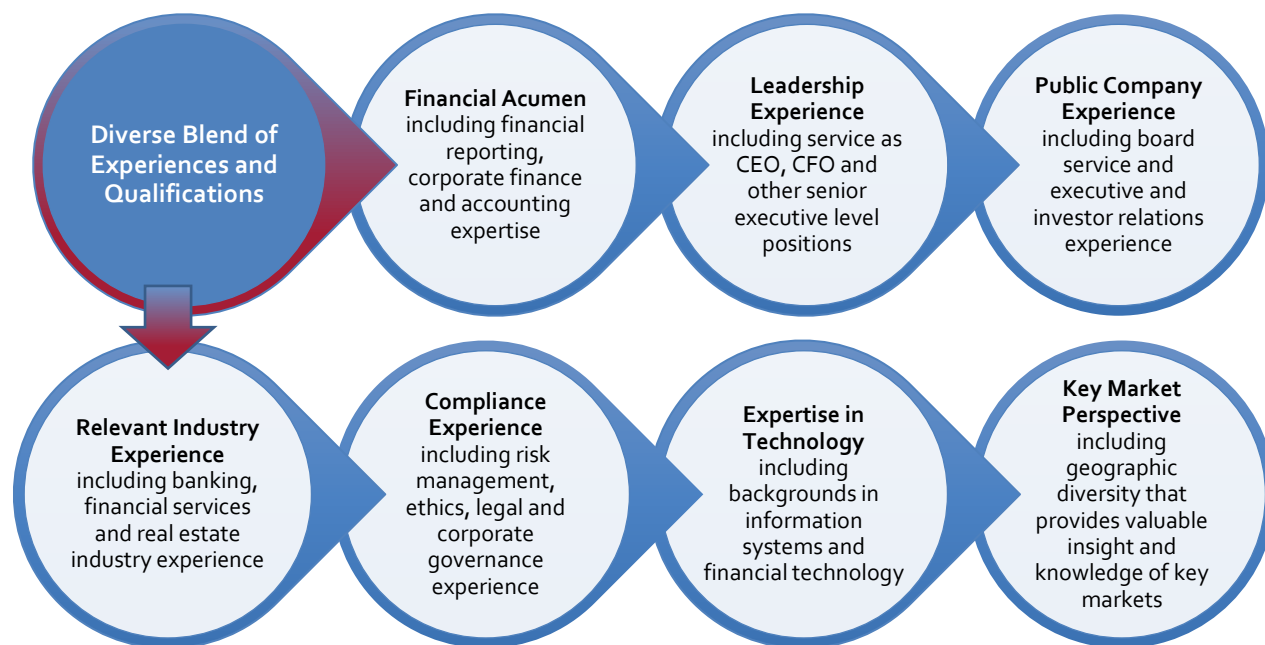 Diverse Blend of
Experiences and
Qualifications
Financial Acumen
including financial
reporting,
corporate finance
and accounting
expertise
Leadership
Experience
including service as
CEO, CFO and
other senior
executive level
positions
Public Company
Experience
including board
service and
executive and
investor relations
experience
Relevant Industry
Experience
including banking,
financial services
and real estate
industry experience
Compliance
Experience
including risk
management,
ethics, legal and
corporate
governance
experience
Expertise in
Technology
including
backgrounds in
information
systems and
financial technology
Key Market
Perspective
including
geographic
diversity that
provides valuable
insight and
knowledge of key
markets